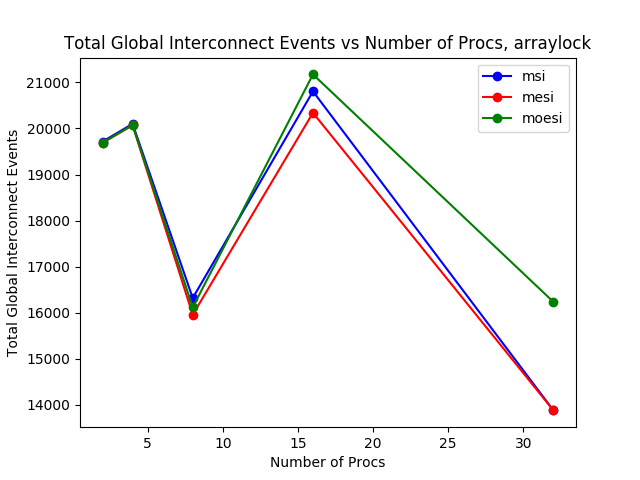 Total Global Interconnect Events vs Number of Procs, arraylock
Total Global Interconnect Events
21000
20000
19000
18000
17000
16000
15000
14000
msi
mesi
moesi
5
10
15
20
25
30
Number of Procs